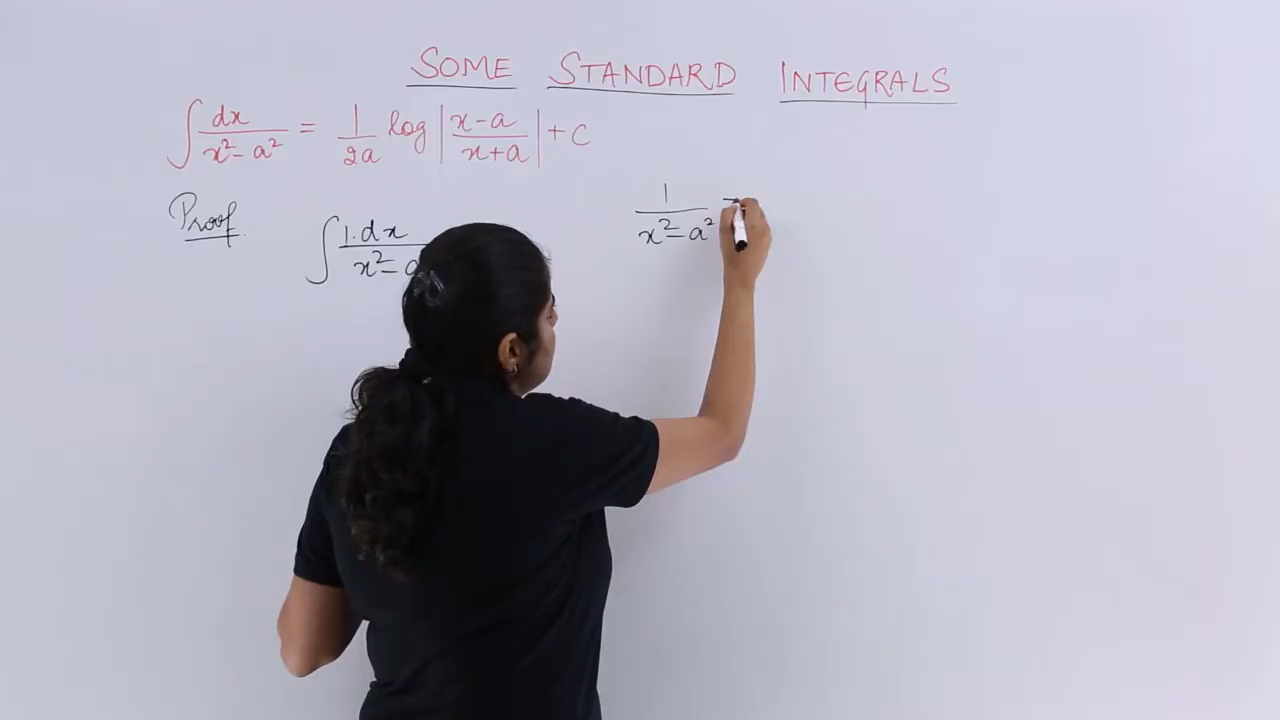 SOME STANDARD INTEGRALS
∫ dx/(x² - a²) = 1/(2a) log |(x-a)/(x+a)| + c
Proof
∫ 1.dx/(x² - a
1/(x² - a²) =